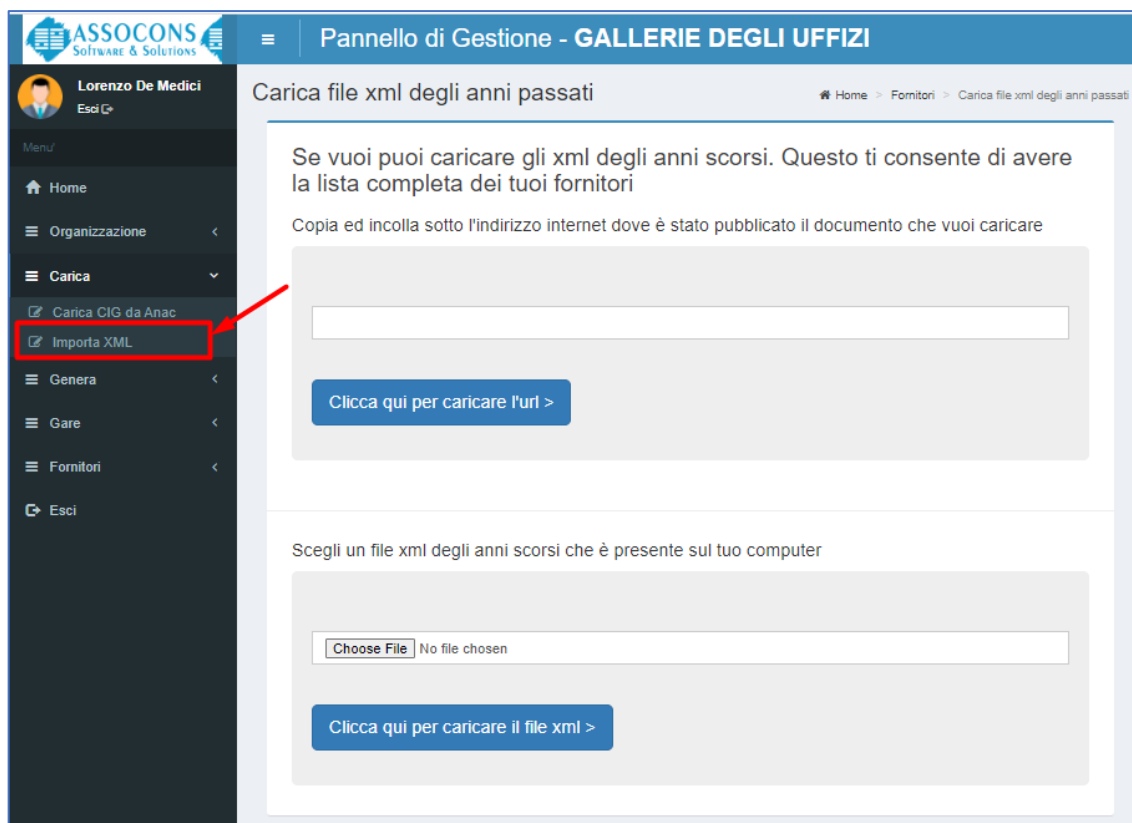 ASSOCONS
Software & Solutions
Pannello di Gestione - GALLERIE DEGLI UFFIZI
Lorenzo De Medici
Esci
Menu'
Home
Organizzazione
Carica
Carica CIG da Anac
Importa XML
Genera
Gare
Fornitori
Esci
Carica file xml degli anni passati
Home > Fornitori > Carica file xml degli anni passati
Se vuoi puoi caricare gli xml degli anni scorsi. Questo ti consente di avere
la lista completa dei tuoi fornitori
Copia ed incolla sotto l'indirizzo internet dove è stato pubblicato il documento che vuoi caricare
Clicca qui per caricare l'url >
Scegli un file xml degli anni scorsi che è presente sul tuo computer
Choose File No file chosen
Clicca qui per caricare il file xml >